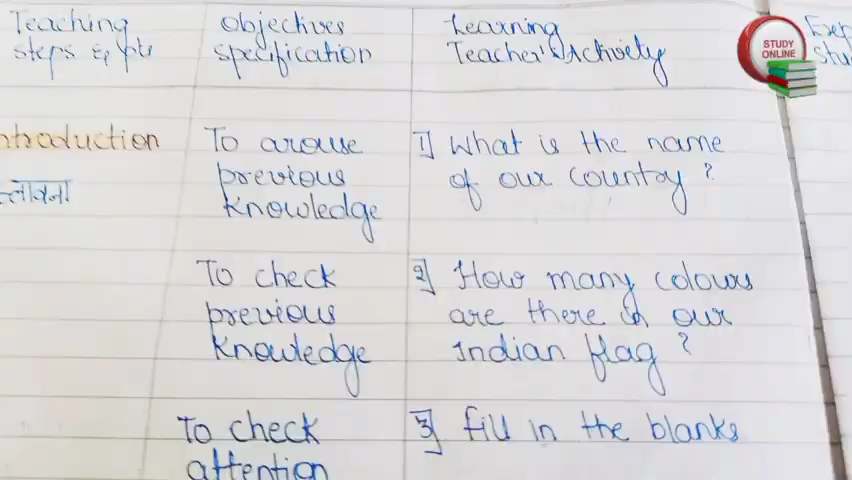 Teaching
steps & pts
Objectives
specification
Learning
Teacher's Activity
STUDY
ONLINE
ntroduction
स्तावना
To arouse
previous
knowledge
1] What is the name
of our country ?
To check
previous
knowledge
2] How many colours
are there in our
Indian flag ?
To check
attention
3] fill in the blanks